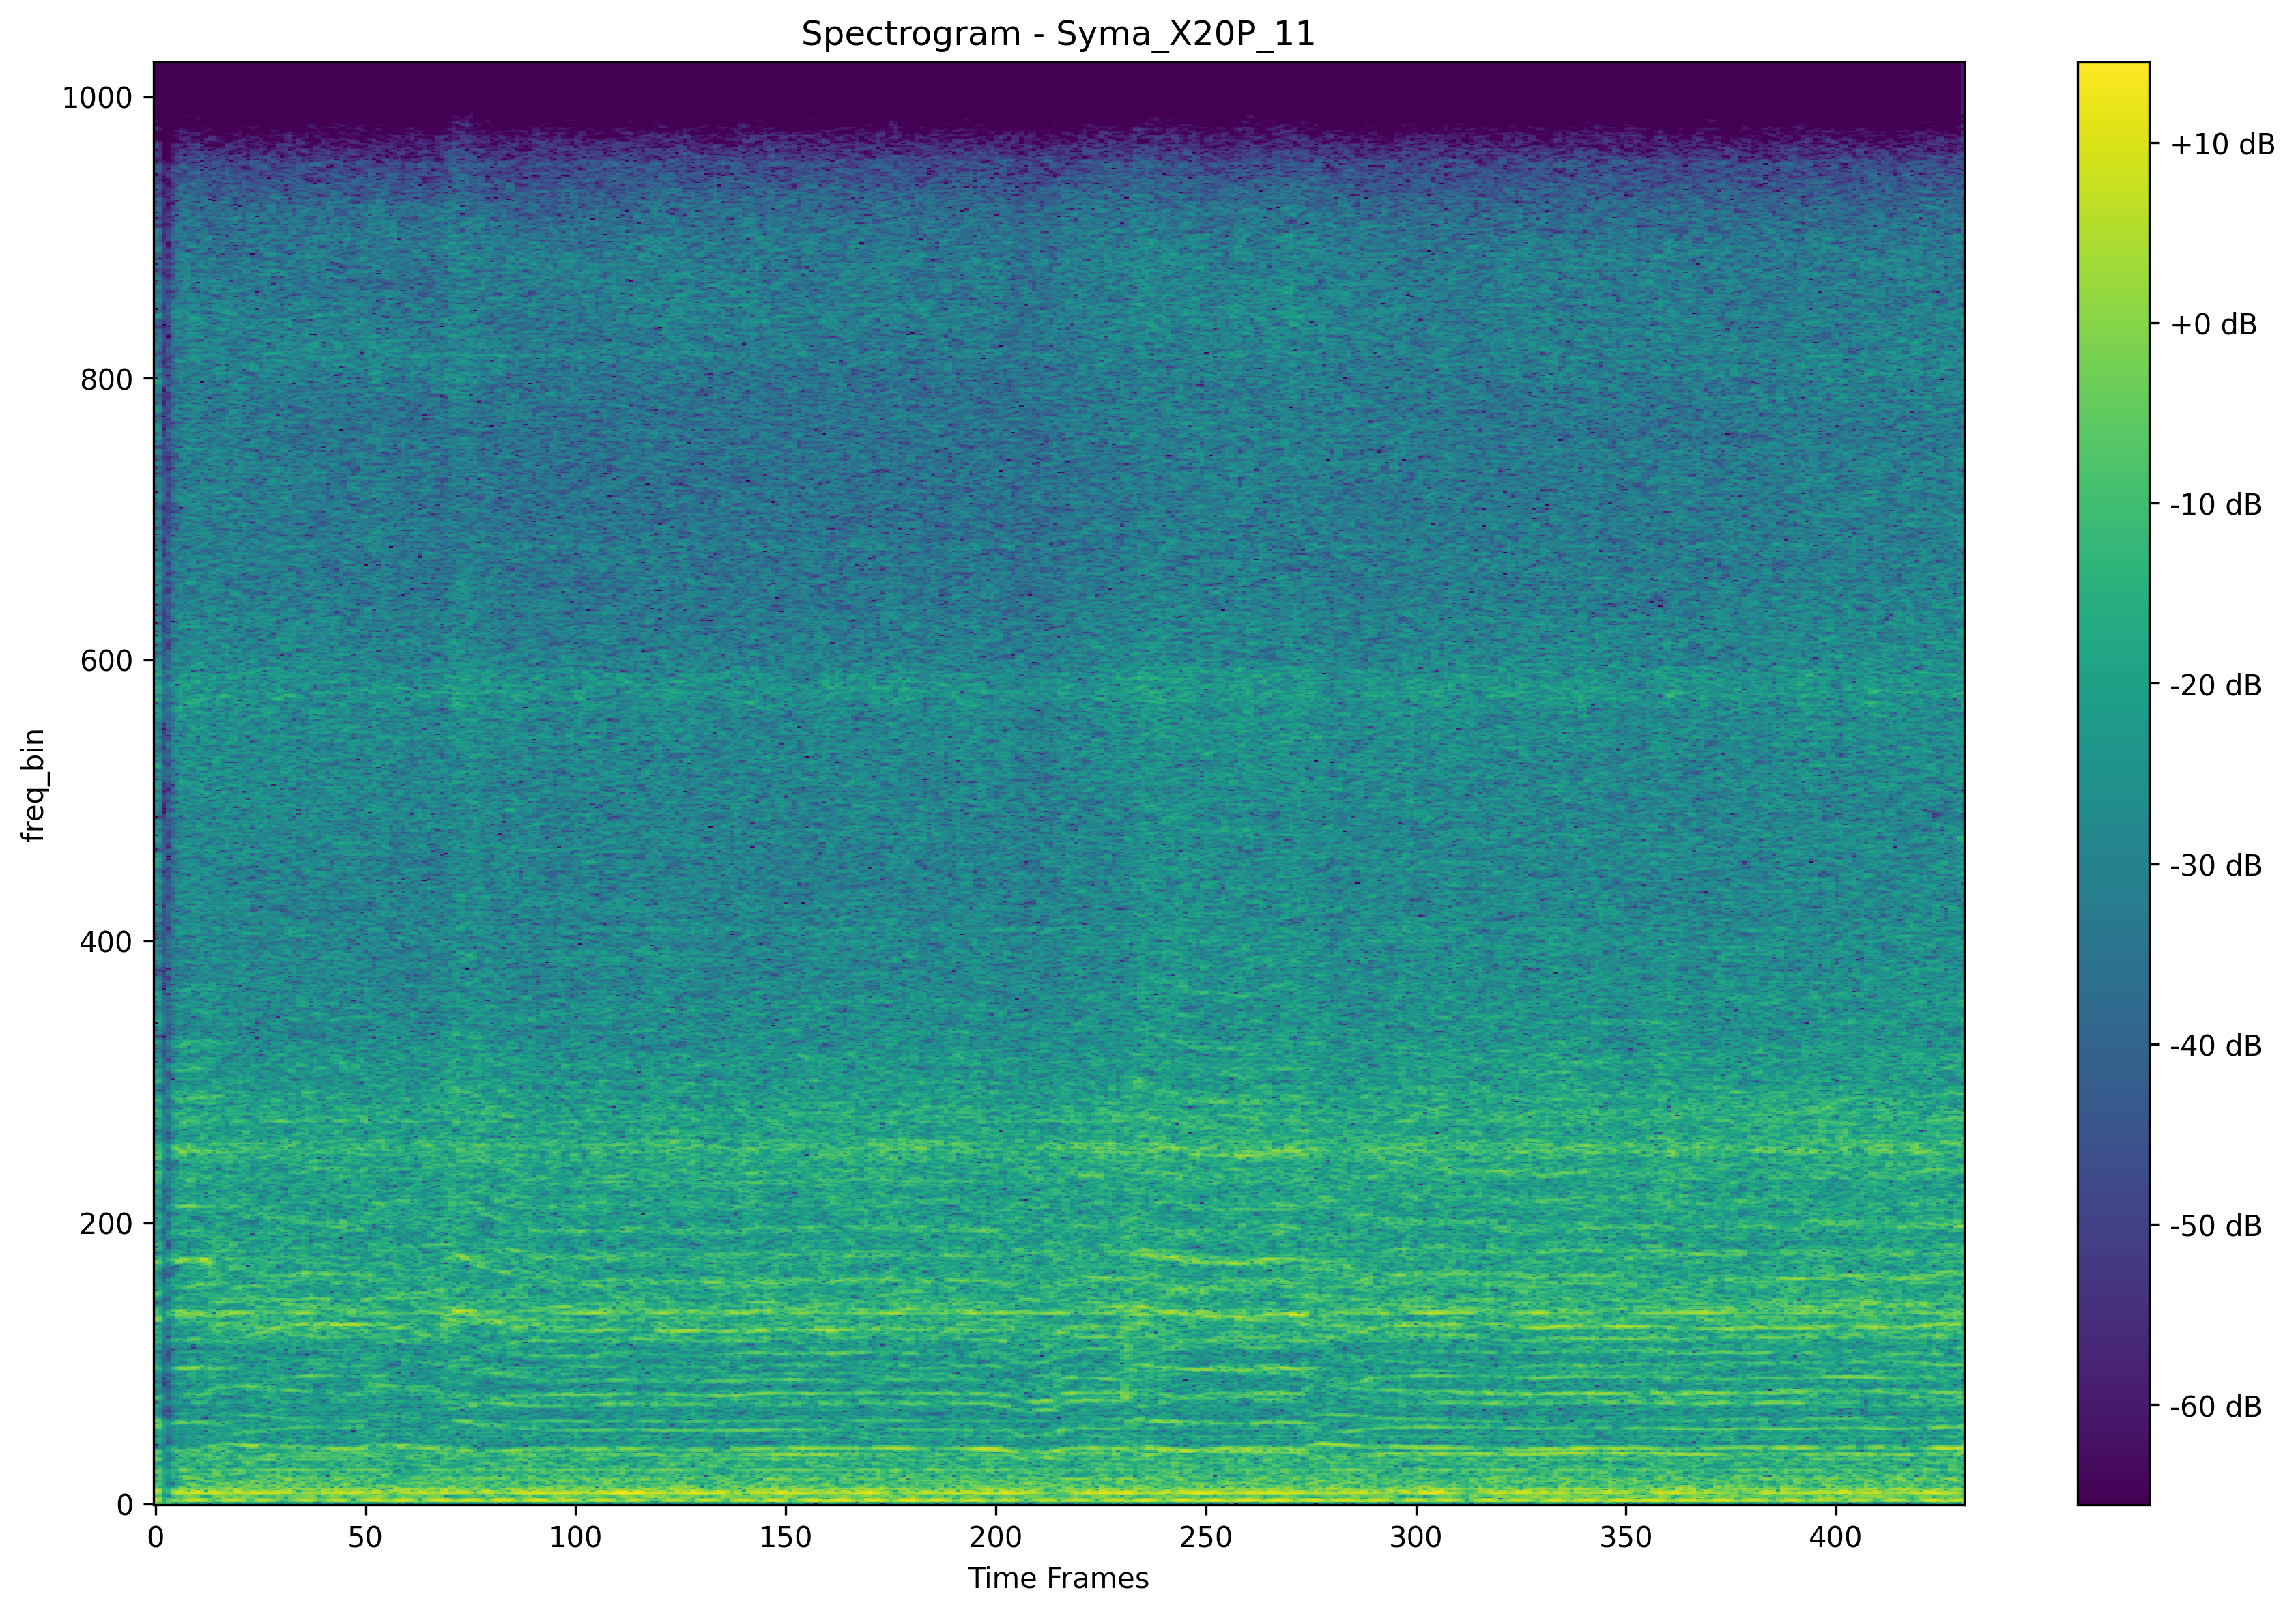 Spectrogram - Syma_X20P_11
1000
800
600
400
200
0
freq_bin
0 50 100 150 200 250 300 350 400
Time Frames
+10 dB
+0 dB
-10 dB
-20 dB
-30 dB
-40 dB
-50 dB
-60 dB